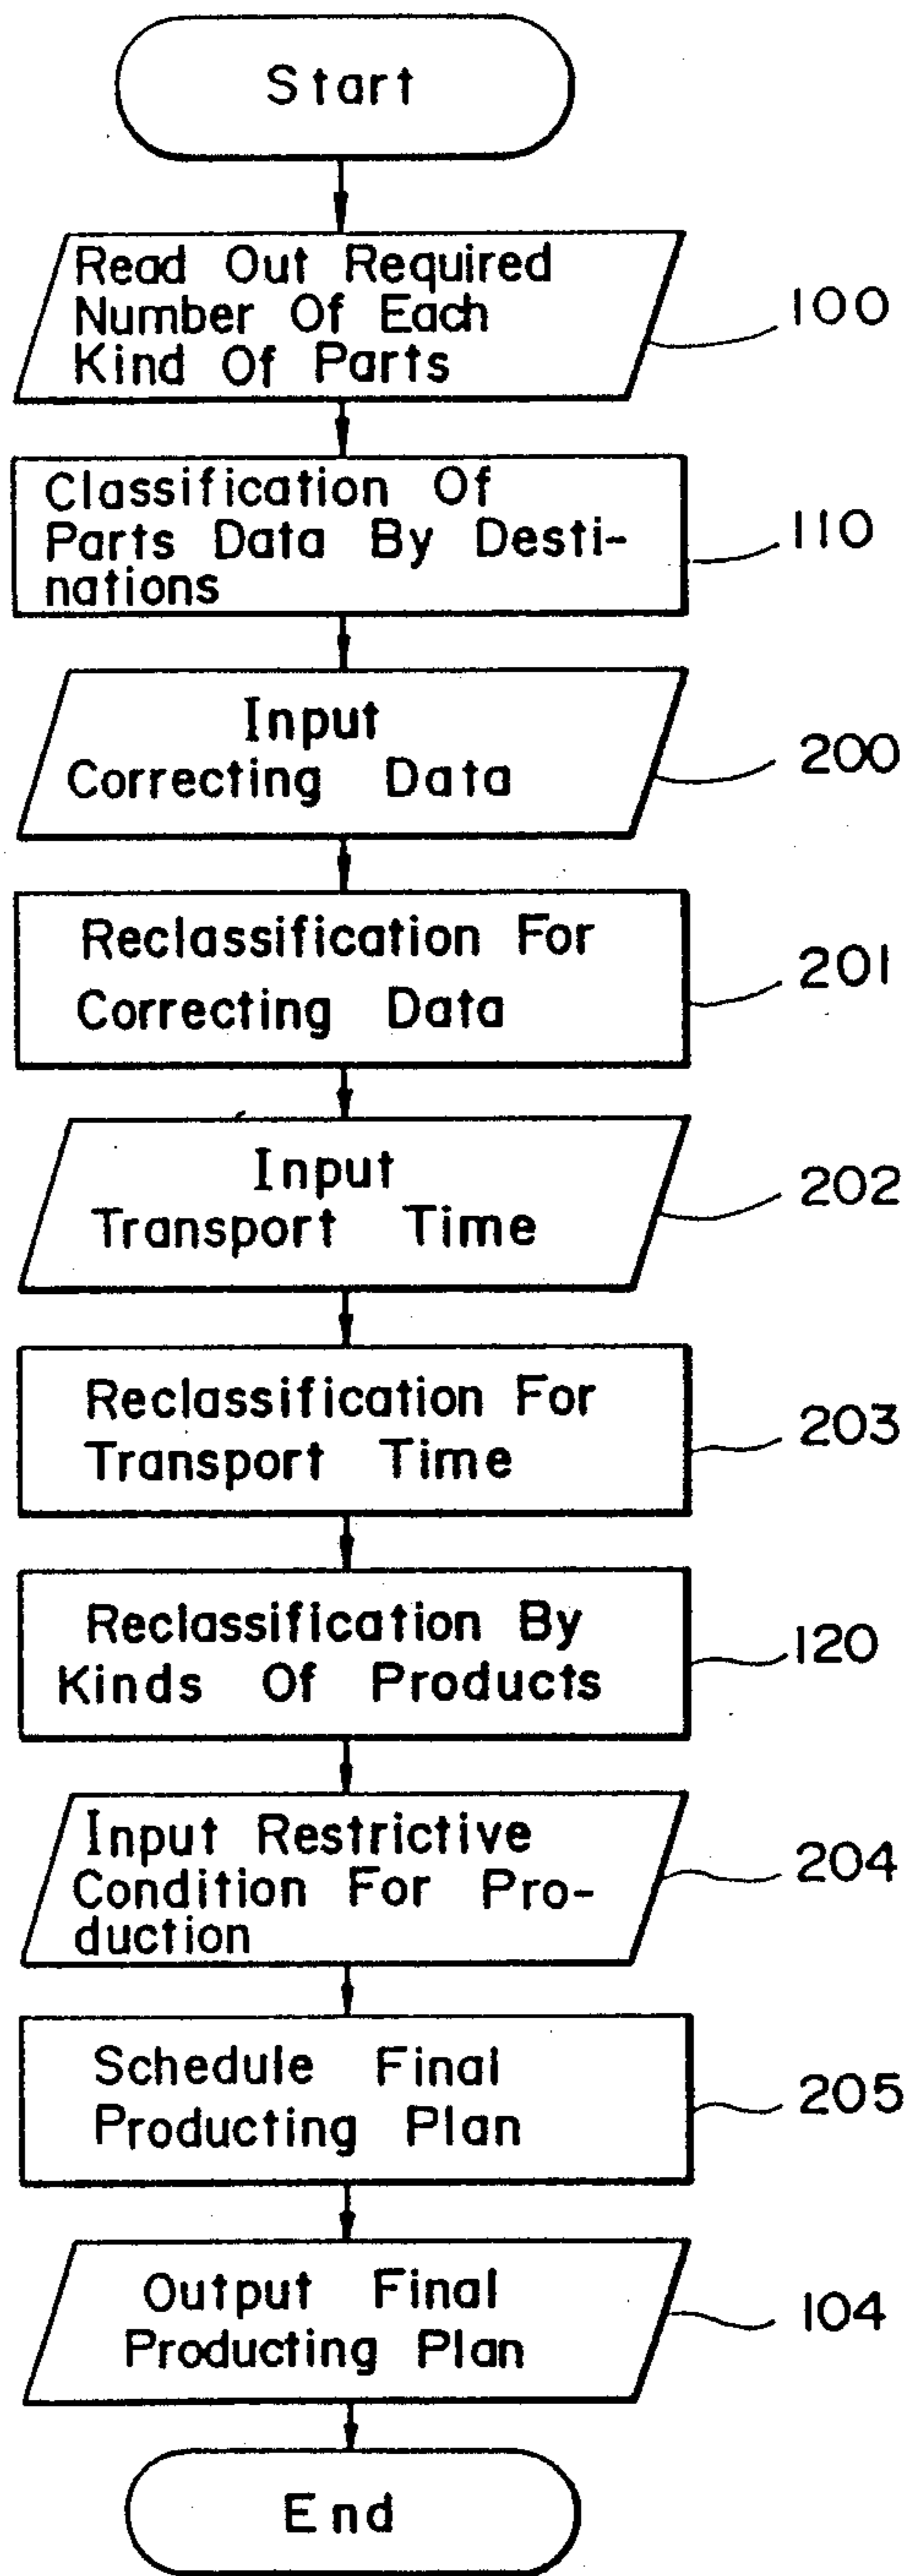 Start
Read Out Required
Number Of Each
Kind Of Parts
100
Classification Of
Parts Data By Desti-
nations
110
Input
Correcting Data
200
Reclassification For
Correcting Data
201
Input
Transport Time
202
Reclassification For
Transport Time
203
Reclassification By
Kinds Of Products
120
Input Restrictive
Condition For Pro-
duction
204
Schedule Final
Producting Plan
205
Output Final
Producting Plan
104
End